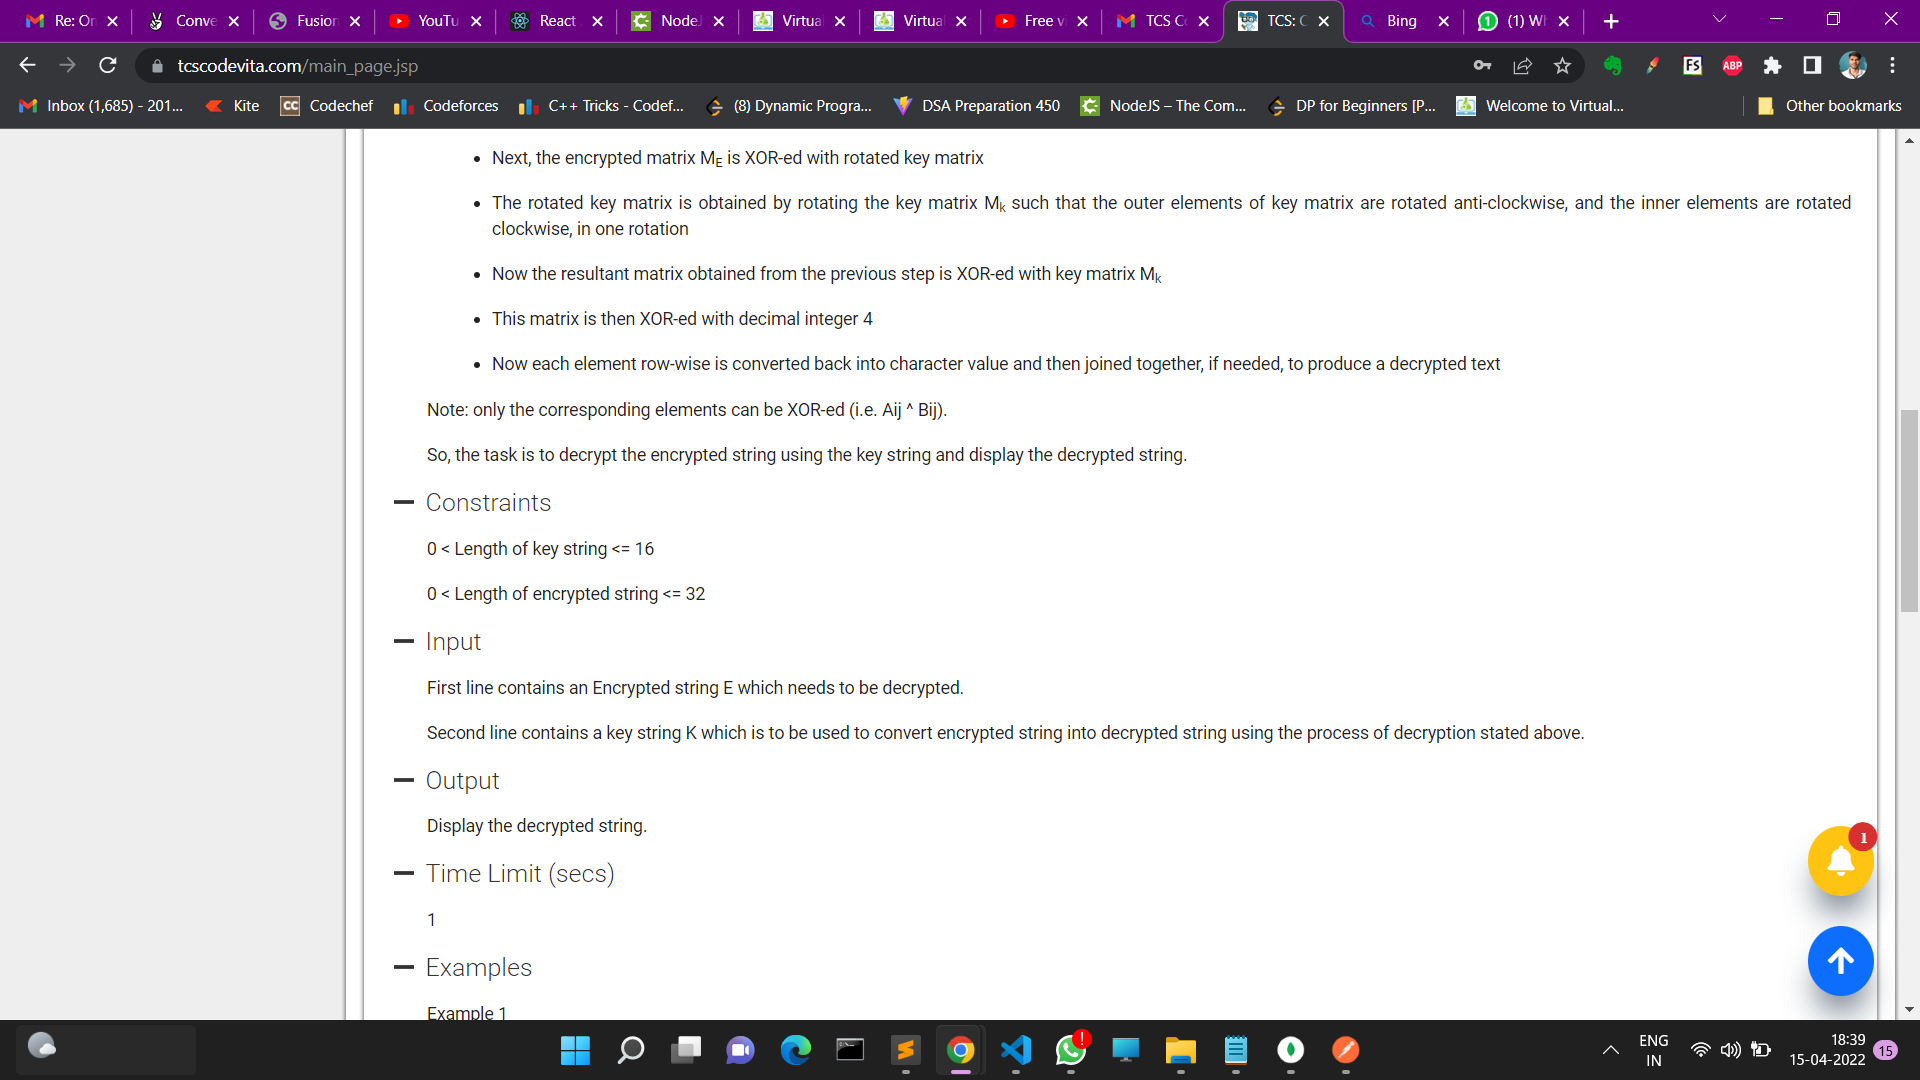 Re: On
Conve
Fusion
YouTu
React
NodeJ
Virtual
Virtual
Free v
TCS Co
TCS: C
Bing
(1) Wh
tcscodevita.com/main_page.jsp
Inbox (1,685) - 201...
Kite
Codechef
Codeforces
C++ Tricks - Codef...
(8) Dynamic Progra...
DSA Preparation 450
NodeJS – The Com...
DP for Beginners [P...
Welcome to Virtual...
Other bookmarks
• Next, the encrypted matrix ME is XOR-ed with rotated key matrix
• The rotated key matrix is obtained by rotating the key matrix Mk such that the outer elements of key matrix are rotated anti-clockwise, and the inner elements are rotated
clockwise, in one rotation
• Now the resultant matrix obtained from the previous step is XOR-ed with key matrix Mk
• This matrix is then XOR-ed with decimal integer 4
• Now each element row-wise is converted back into character value and then joined together, if needed, to produce a decrypted text
Note: only the corresponding elements can be XOR-ed (i.e. Aij ^ Bij).
So, the task is to decrypt the encrypted string using the key string and display the decrypted string.
Constraints
0 < Length of key string <= 16
0 < Length of encrypted string <= 32
Input
First line contains an Encrypted string E which needs to be decrypted.
Second line contains a key string K which is to be used to convert encrypted string into decrypted string using the process of decryption stated above.
Output
Display the decrypted string.
1
Time Limit (secs)
1
Examples
Example 1
ENG
IN
18:39
15-04-2022
15